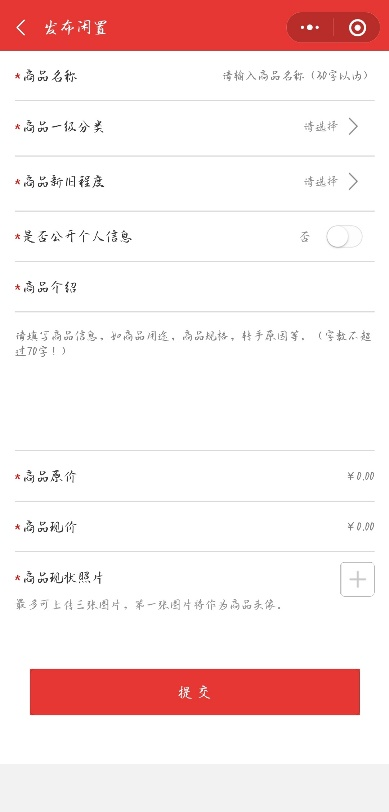 发布闲置
*商品名称 请输入商品名称（30字以内）
*商品一级分类 请选择
*商品新旧程度 请选择
*是否公开个人信息 否
*商品介绍
请填写商品信息，如商品用途，商品规格，转手原因等。（字数不超
过70字！）
*商品原价 ￥0.00
*商品现价 ￥0.00
*商品现状照片
最多可上传三张图片，第一张图片将作为商品头像。
提交